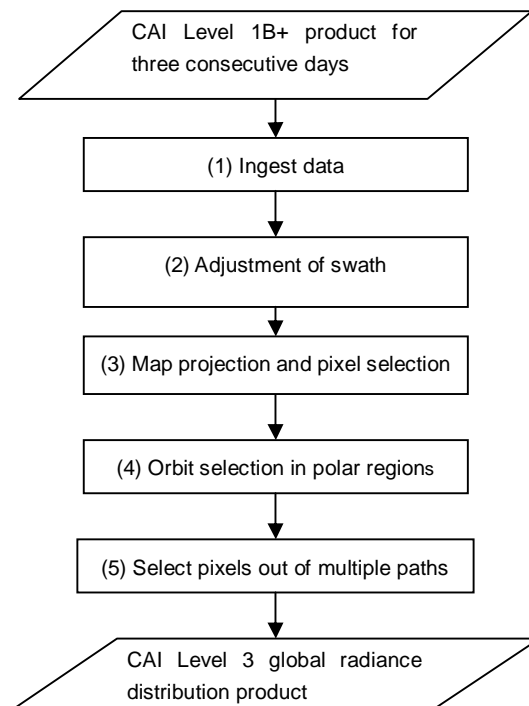 CAI Level 1B+ product for
three consecutive days
(1) Ingest data
(2) Adjustment of swath
(3) Map projection and pixel selection
(4) Orbit selection in polar regions
(5) Select pixels out of multiple paths
CAI Level 3 global radiance
distribution product